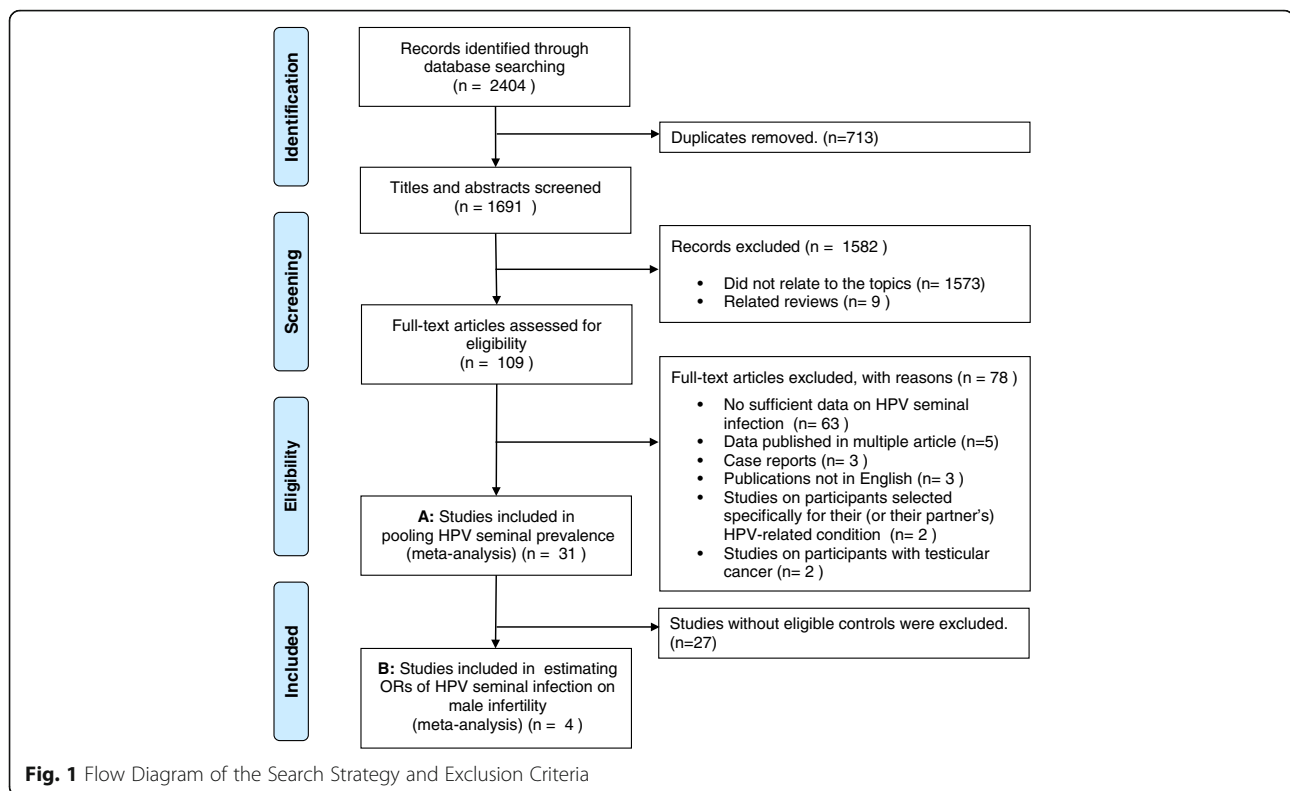 Identification
Records identified through
database searching
(n = 2404 )
Duplicates removed. (n=713)
Titles and abstracts screened
(n = 1691 )
Screening
Records excluded (n = 1582 )
• Did not relate to the topics (n= 1573)
• Related reviews (n= 9 )
Full-text articles assessed for
eligibility
(n = 109 )
Eligibility
Full-text articles excluded, with reasons (n = 78 )
• No sufficient data on HPV seminal
infection (n= 63 )
• Data published in multiple article (n=5)
• Case reports (n= 3 )
• Publications not in English (n= 3 )
• Studies on participants selected
specifically for their (or their partner's)
HPV-related condition (n= 2 )
• Studies on participants with testicular
cancer (n= 2 )
A: Studies included in
pooling HPV seminal prevalence
(meta-analysis) (n = 31 )
Included
Studies without eligible controls were excluded.
(n=27)
B: Studies included in estimating
ORs of HPV seminal infection on
male infertility
(meta-analysis) (n = 4 )
Fig. 1 Flow Diagram of the Search Strategy and Exclusion Criteria